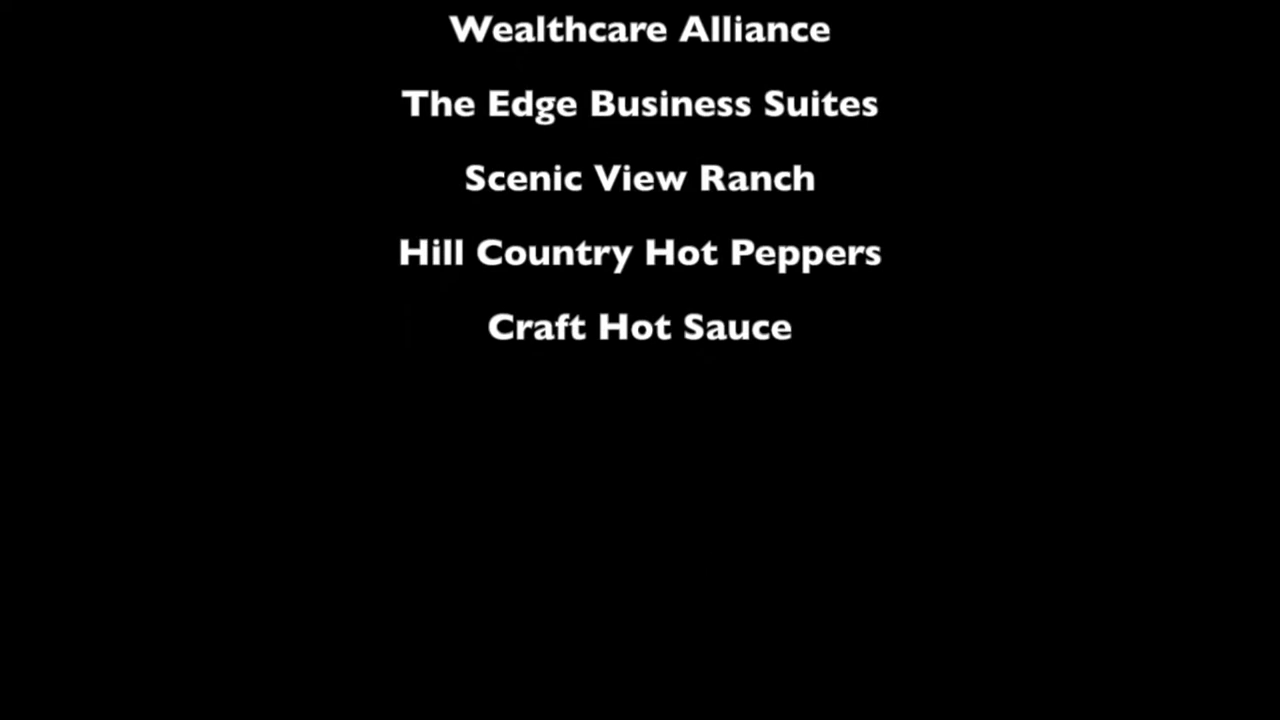 Wealthcare Alliance
The Edge Business Suites
Scenic View Ranch
Hill Country Hot Peppers
Craft Hot Sauce